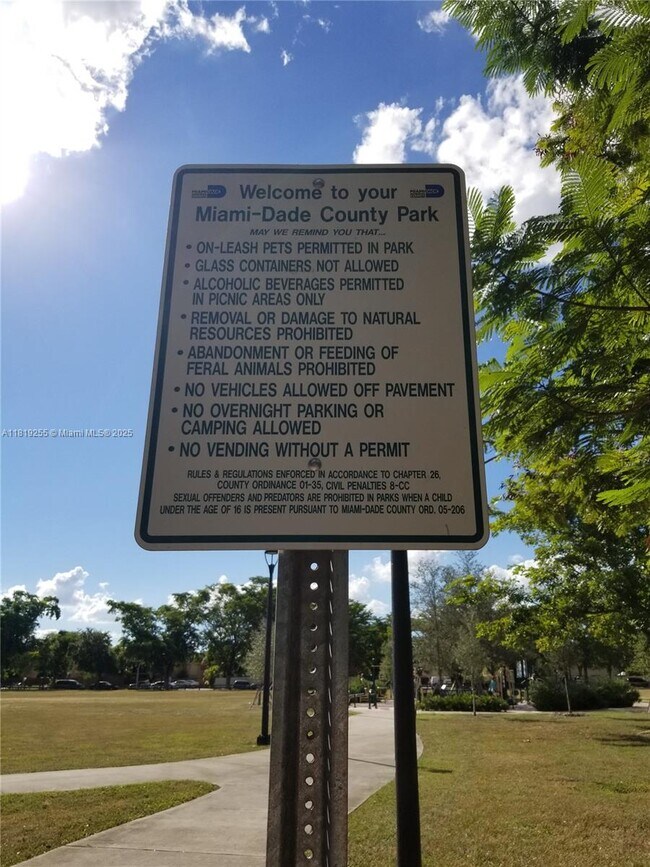 Welcome to your
Miami-Dade County Park
MAY WE REMIND YOU THAT...
• ON-LEASH PETS PERMITTED IN PARK
• GLASS CONTAINERS NOT ALLOWED
• ALCOHOLIC BEVERAGES PERMITTED
IN PICNIC AREAS ONLY
• REMOVAL OR DAMAGE TO NATURAL
RESOURCES PROHIBITED
• ABANDONMENT OR FEEDING OF
FERAL ANIMALS PROHIBITED
• NO VEHICLES ALLOWED OFF PAVEMENT
• NO OVERNIGHT PARKING OR
CAMPING ALLOWED
• NO VENDING WITHOUT A PERMIT
RULES & REGULATIONS ENFORCED IN ACCORDANCE TO CHAPTER 26,
COUNTY ORDINANCE 01-35, CIVIL PENALTIES 8-CC
SEXUAL OFFENDERS AND PREDATORS ARE PROHIBITED IN PARKS WHEN A CHILD
UNDER THE AGE OF 16 IS PRESENT PURSUANT TO MIAMI-DADE COUNTY ORD. 05-206
A11819255 © Miami MLS® 2025